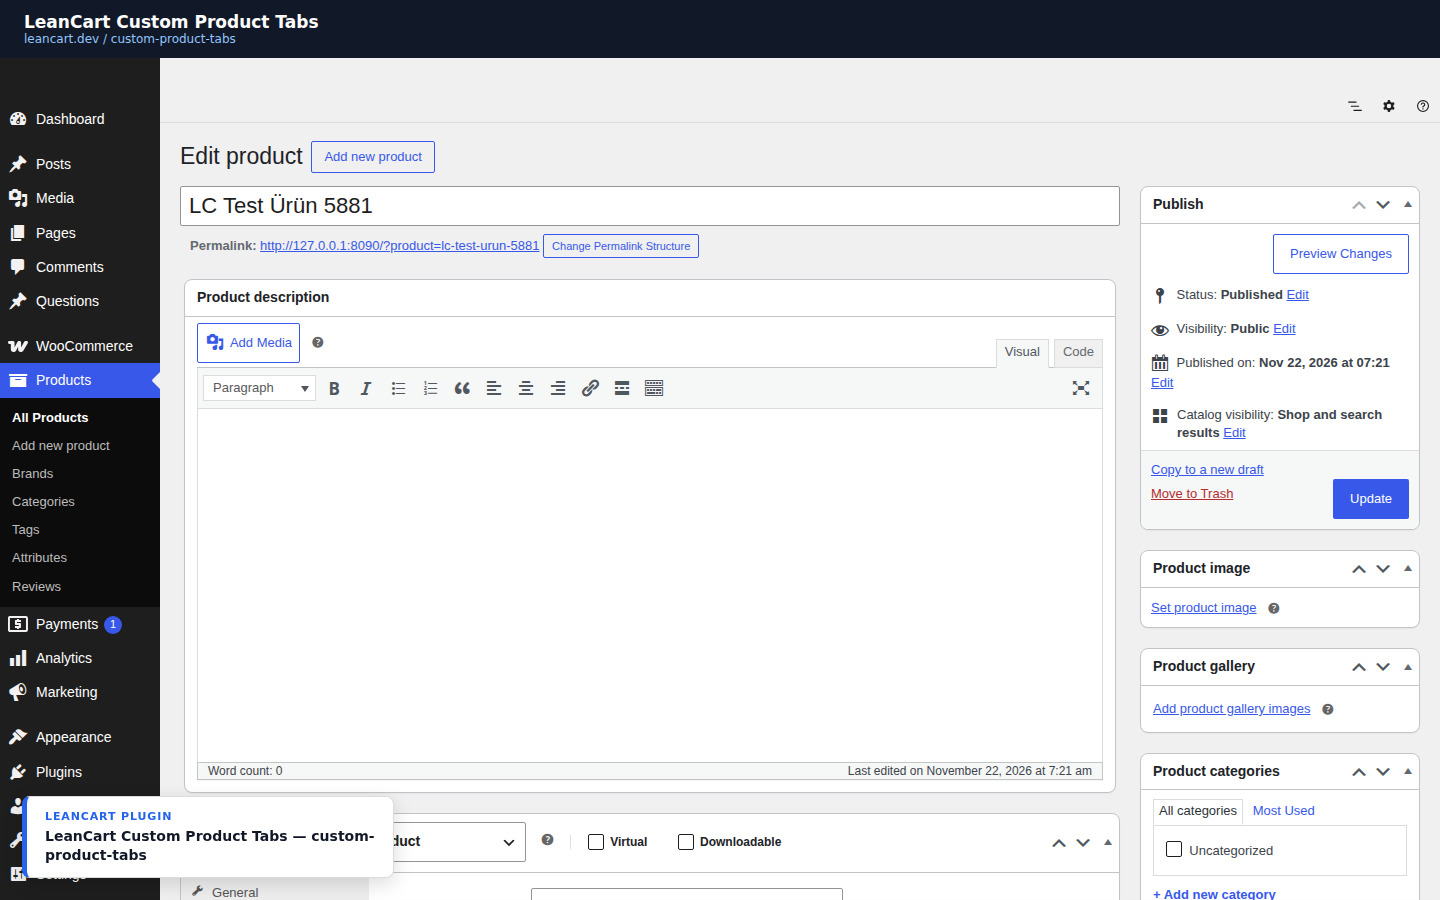 LeanCart Custom Product Tabs
leancart.dev / custom-product-tabs
Dashboard
Posts
Media
Pages
Comments
Questions
WooCommerce
Products
All Products
Add new product
Brands
Categories
Tags
Attributes
Reviews
Payments 1
Analytics
Marketing
Appearance
Plugins
Edit product
Add new product
LC Test Ürün 5881
Permalink: http://127.0.0.1:8090/?product=lc-test-urun-5881 Change Permalink Structure
Product description
Add Media
Visual
Code
Paragraph
Word count: 0
Last edited on November 22, 2026 at 7:21 am
LEANCART PLUGIN
LeanCart Custom Product Tabs — custom-
product-tabs
Virtual
Downloadable
General
Publish
Preview Changes
Status: Published Edit
Visibility: Public Edit
Published on: Nov 22, 2026 at 07:21
Edit
Catalog visibility: Shop and search
results Edit
Copy to a new draft
Move to Trash
Update
Product image
Set product image
Product gallery
Add product gallery images
Product categories
All categories
Most Used
Uncategorized
+ Add new category